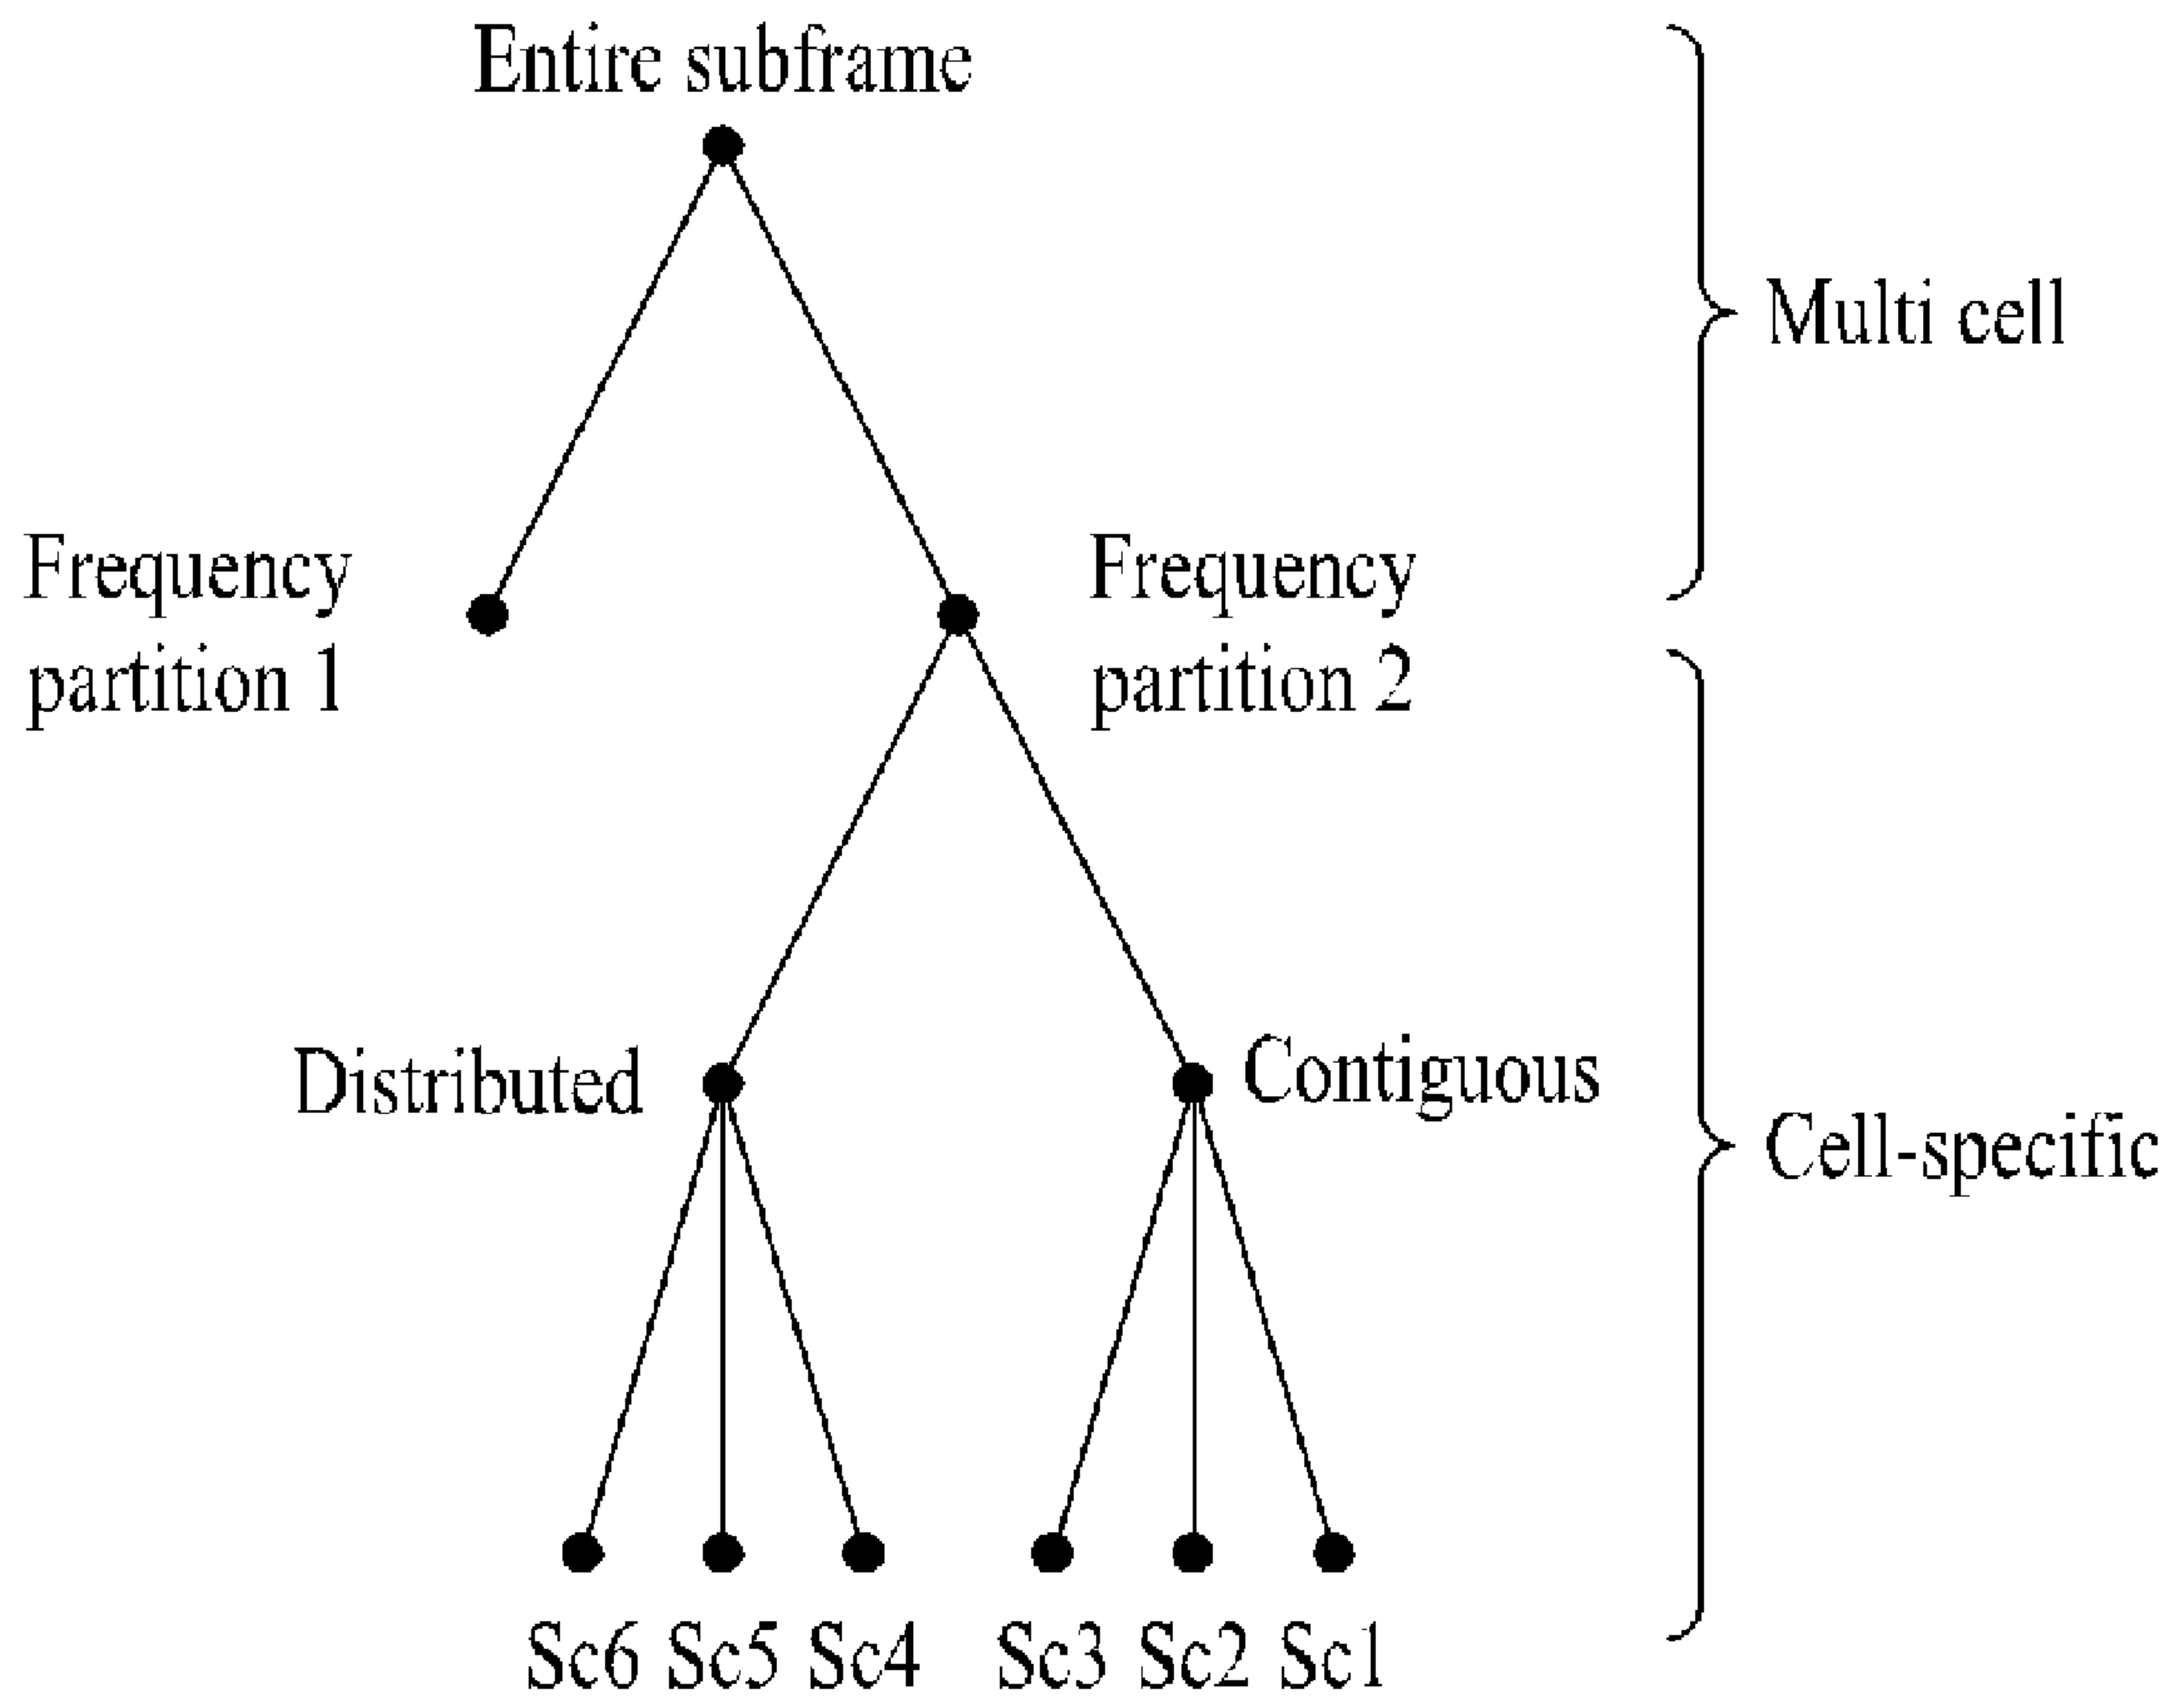 Entire subframe
Multi cell
Frequency
partition 1
Frequency
partition 2
Distributed
Contiguous
Cell-specific
Sc6 Sc5 Sc4 Sc3 Sc2 Sc1